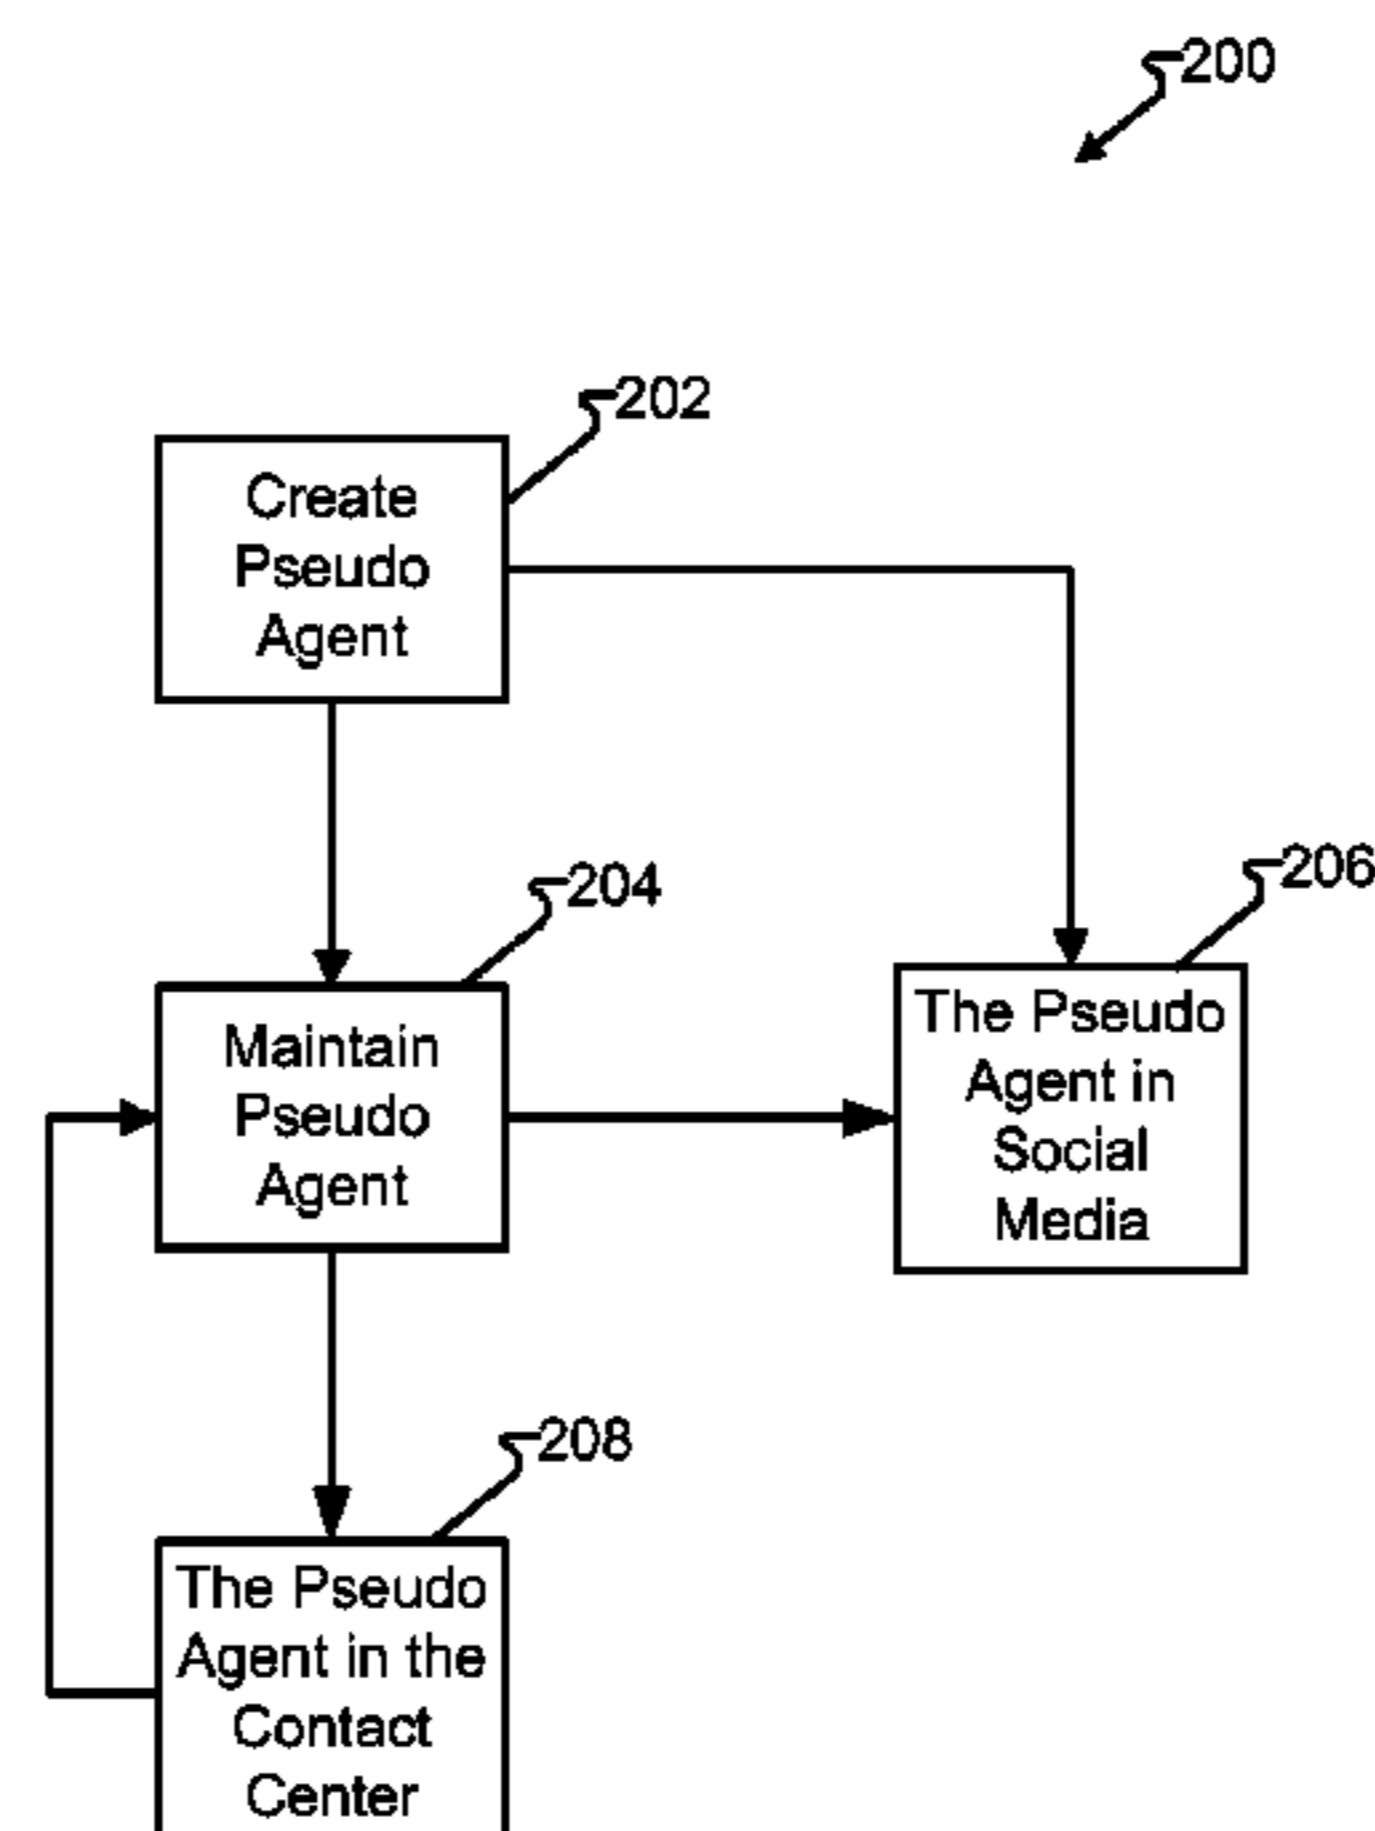 200
202
Create
Pseudo
Agent
204
206
Maintain
Pseudo
Agent
The Pseudo
Agent in
Social
Media
208
The Pseudo
Agent in the
Contact
Center